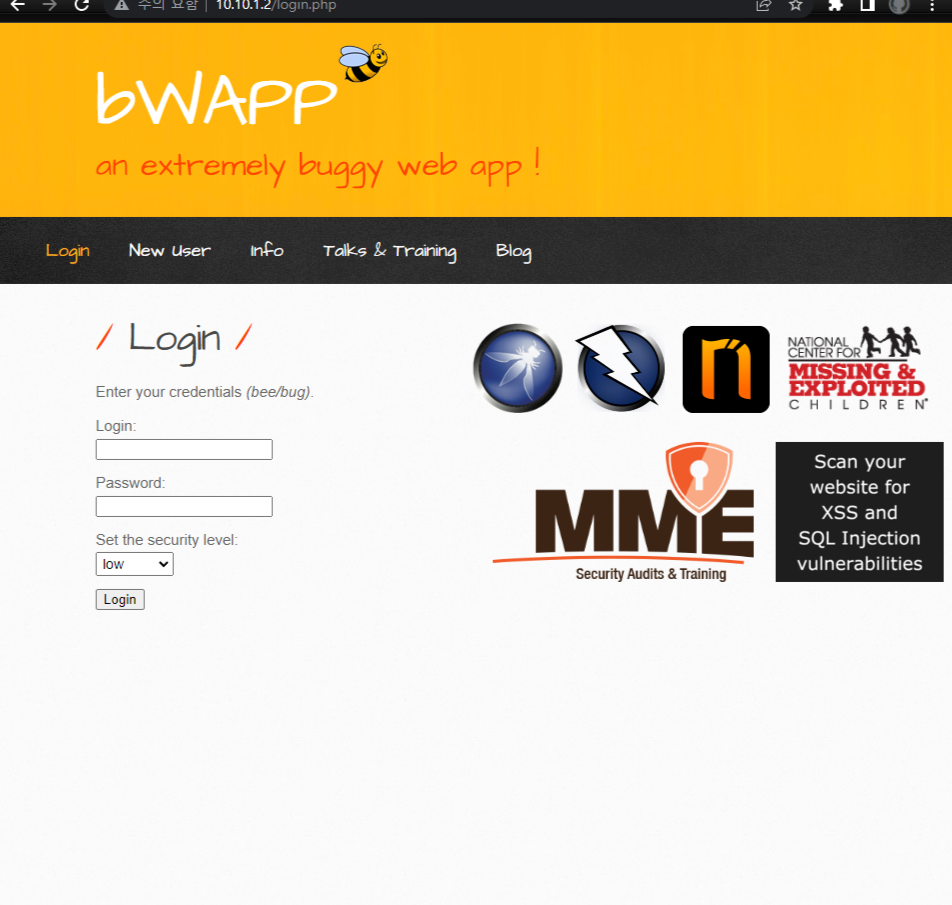 주의 요함 | 10.10.1.2/login.php
bWAPP
an extremely buggy web app !
Login
New User
Info
Talks & Training
Blog
/ Login /
Enter your credentials (bee/bug).
Login:
Password:
Set the security level:
low
Login
n
NATIONAL
CENTER FOR
MISSING &
EXPLOITED
CHILDREN®
MME
Security Audits & Training
Scan your
website for
XSS and
SQL Injection
vulnerabilities